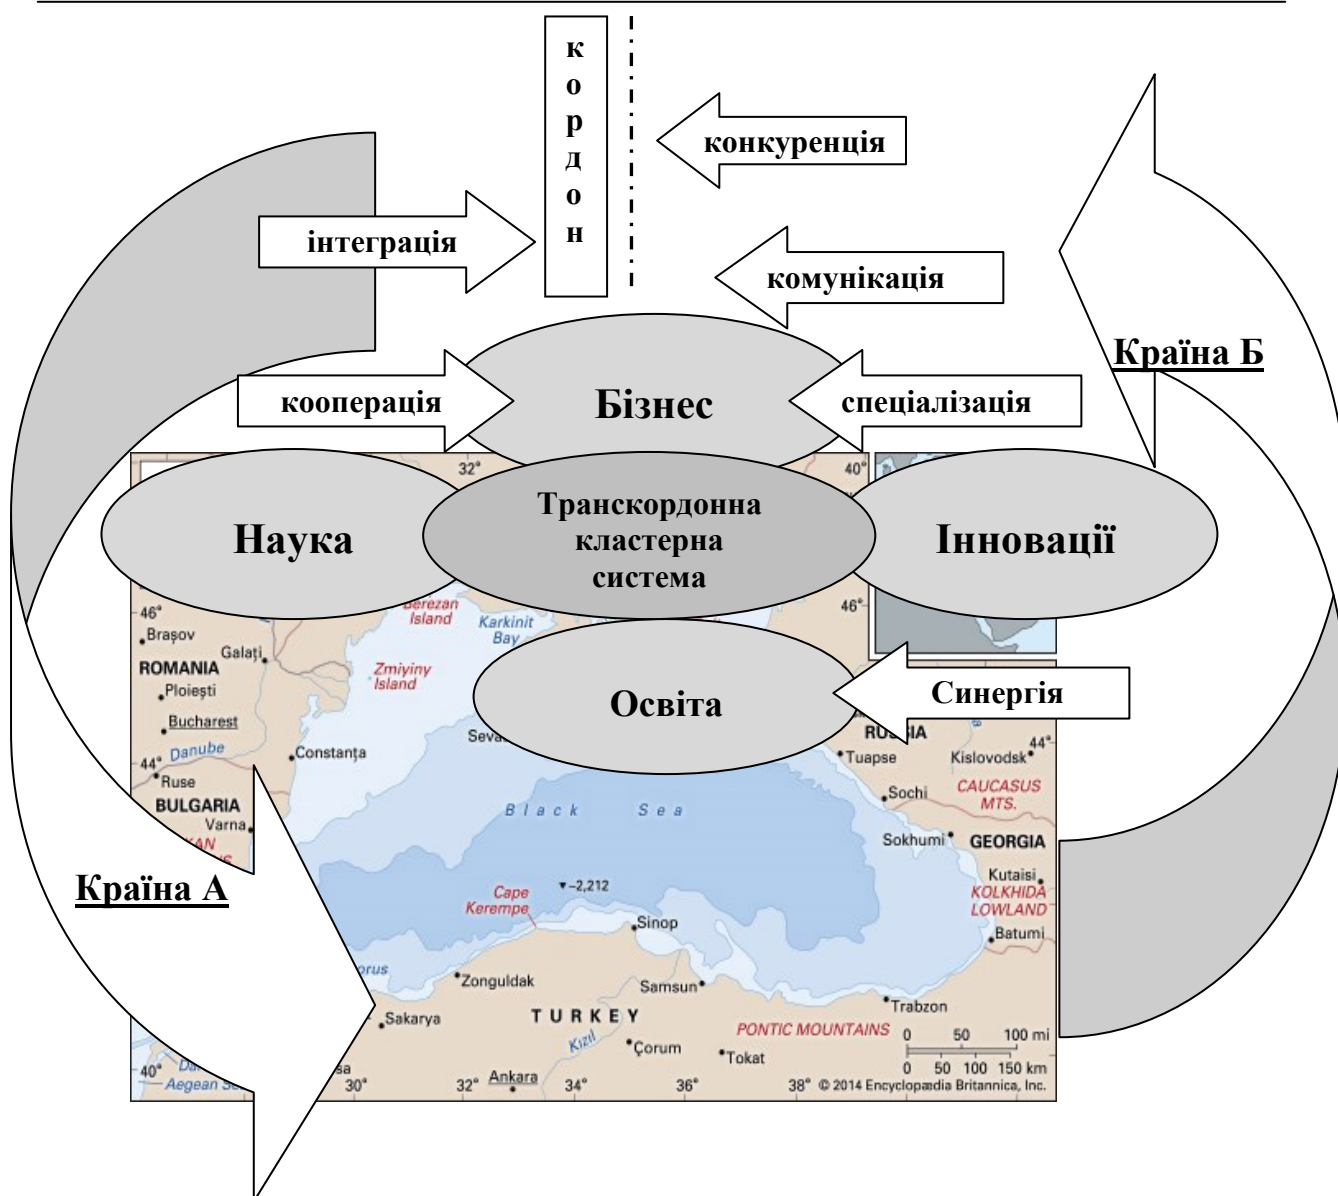 кордон
конкуренція
інтеграція
комунікація
Країна Б
кооперація
Бізнес
спеціалізація
32°
40°
Наука
Транскордонна
кластерна
система
Інновації
46°
Berezan
Island
Karkinit
Bay
46°
Brașov
Galați
ROMANIA
Zmiyiny
Island
Ploiești
Освіта
Синергія
Bucharest
RUSSIA
Danube
Constanța
Tuapse
Kislovodsk
44°
44°
Ruse
BULGARIA
Sochi
CAUCASUS
MTS.
Varna
Black Sea
Sokhumi
GEORGIA
Країна А
-2,212
Kutaisi
Cape
Kerempe
KOLKHIDA
LOWLAND
Sinop
Batumi
Zonguldak
Samsun
Trabzon
Sakarya
TURKEY
PONTIC MOUNTAINS
0 50 100 mi
Kızıl
Çorum
Tokat
0 50 100 150 km
40°
Aegean
Ankara
30°
32°
34°
36°
38°
© 2014 Encyclopædia Britannica, Inc.